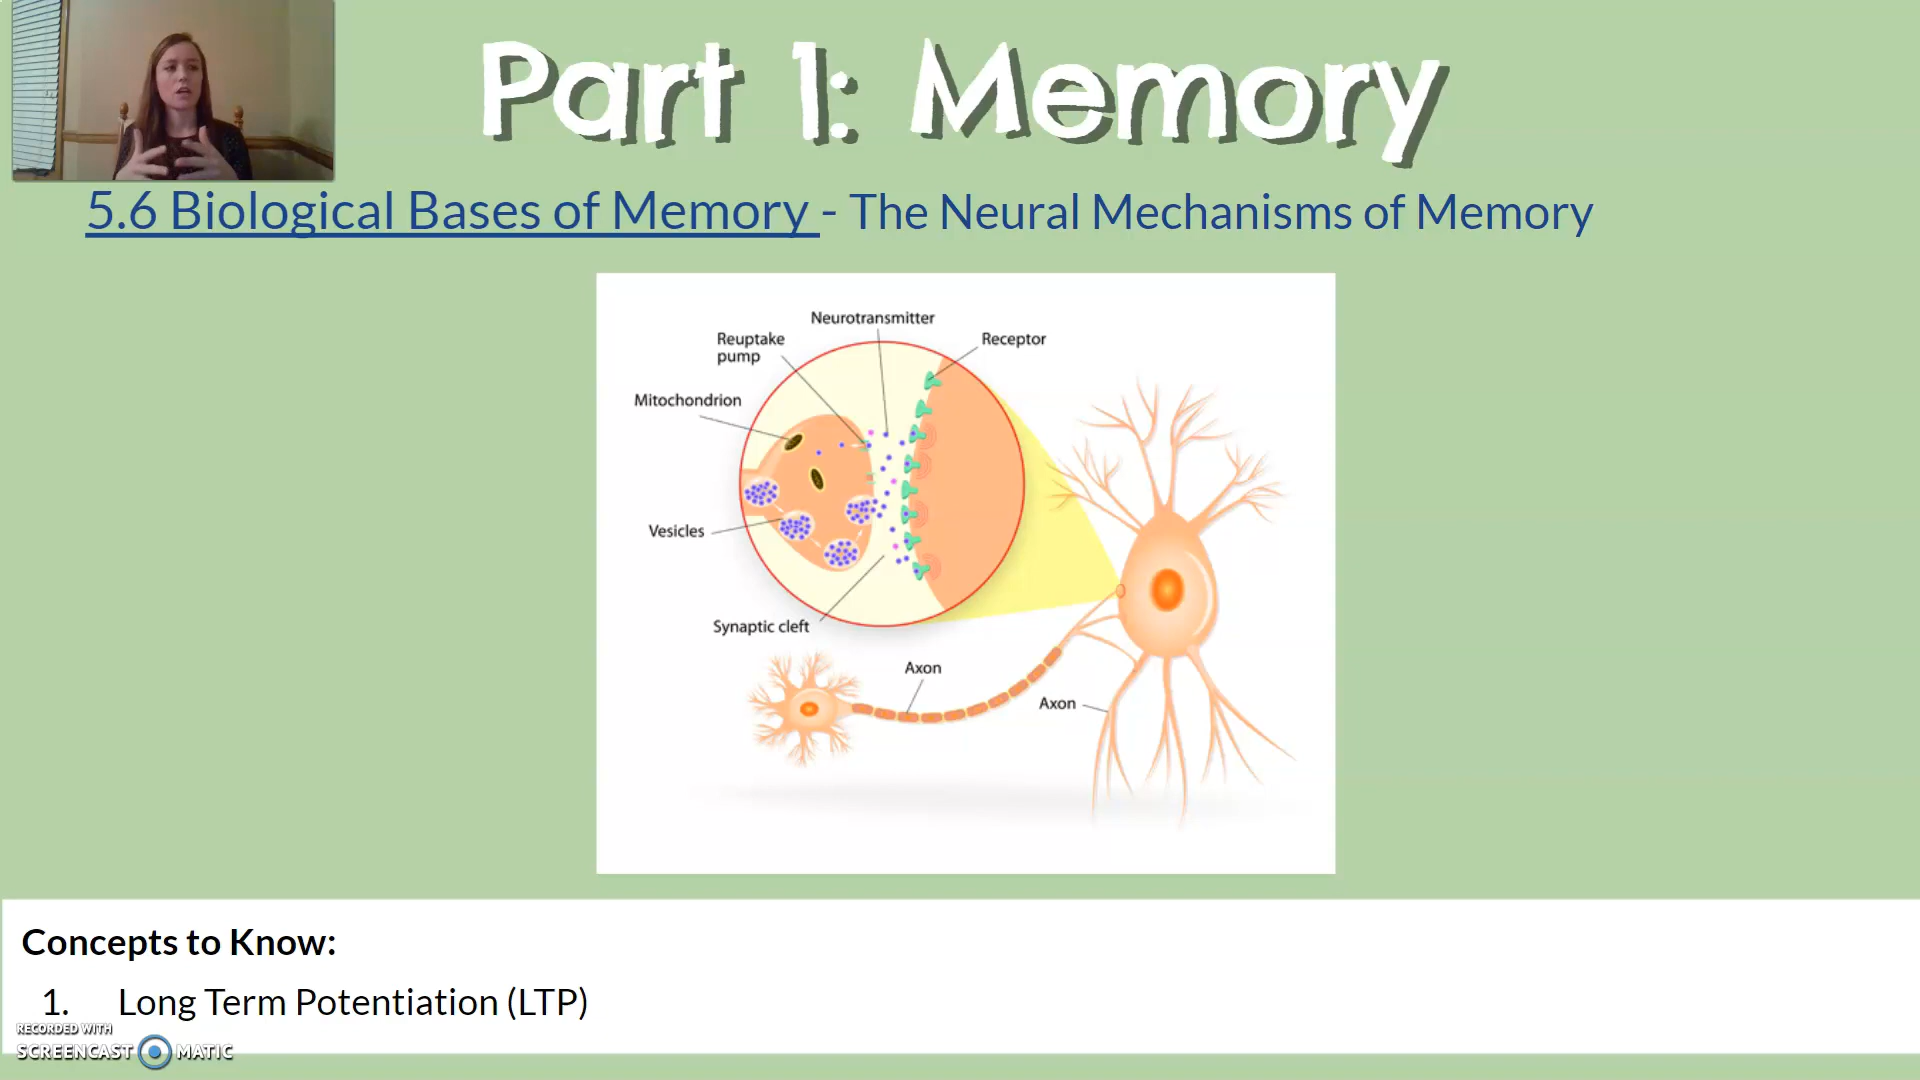 Part 1: Memory
5.6 Biological Bases of Memory - The Neural Mechanisms of Memory
Neurotransmitter
Reuptake
pump
Receptor
Mitochondrion
Vesicles
Synaptic cleft
Axon
Axon
Concepts to Know:
1. Long Term Potentiation (LTP)
RECORDED WITH
SCREENCAST MATIC